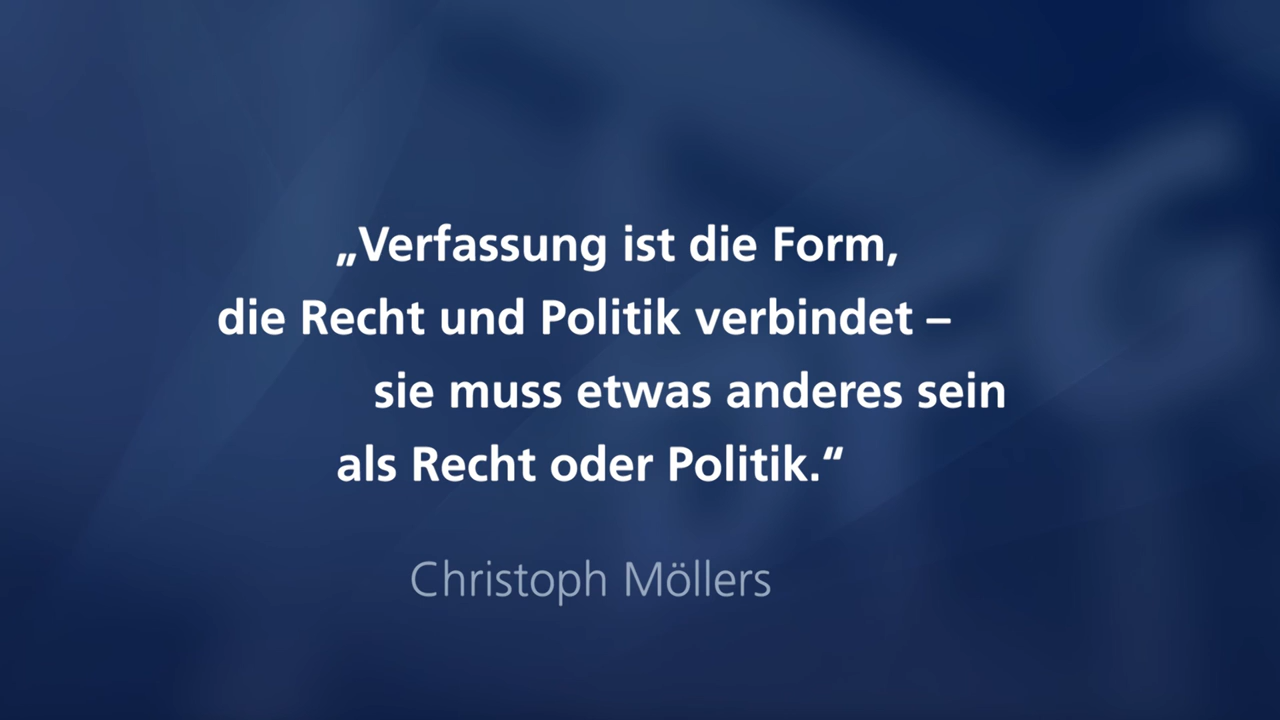 „Verfassung ist die Form,
die Recht und Politik verbindet –
sie muss etwas anderes sein
als Recht oder Politik.“
Christoph Möllers